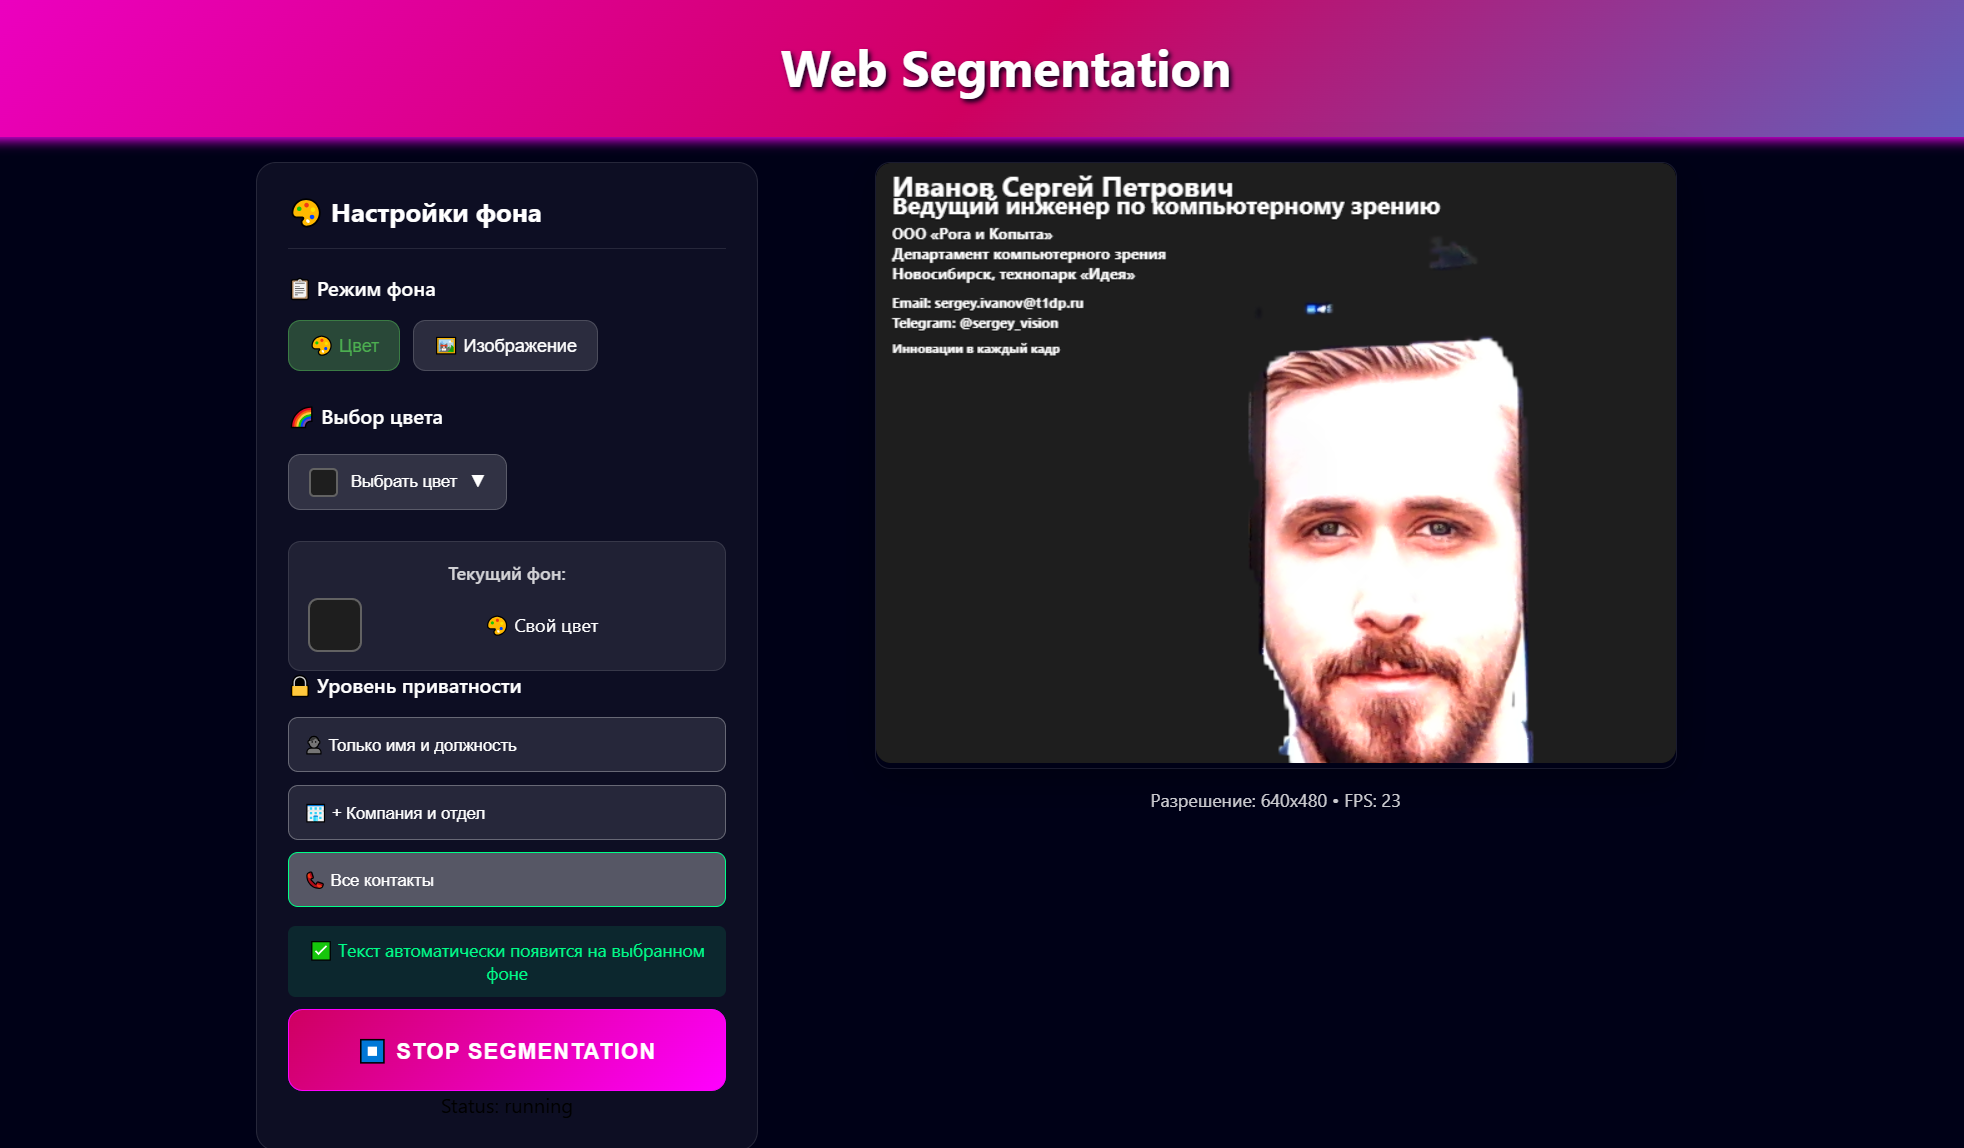 Web Segmentation
Настройки фона
Режим фона
Цвет
Изображение
Выбор цвета
Выбрать цвет ▼
Текущий фон:
Свой цвет
Уровень приватности
Только имя и должность
+ Компания и отдел
Все контакты
Текст автоматически появится на выбранном
фоне
STOP SEGMENTATION
Status: running
Иванов Сергей Петрович
Ведущий инженер по компьютерному зрению
ООО «Рога и Копыта»
Департамент компьютерного зрения
Новосибирск, технопарк «Идея»
Email: sergey.ivanov@t1dp.ru
Telegram: @sergey_vision
Инновации в каждый кадр
Разрешение: 640x480 • FPS: 23